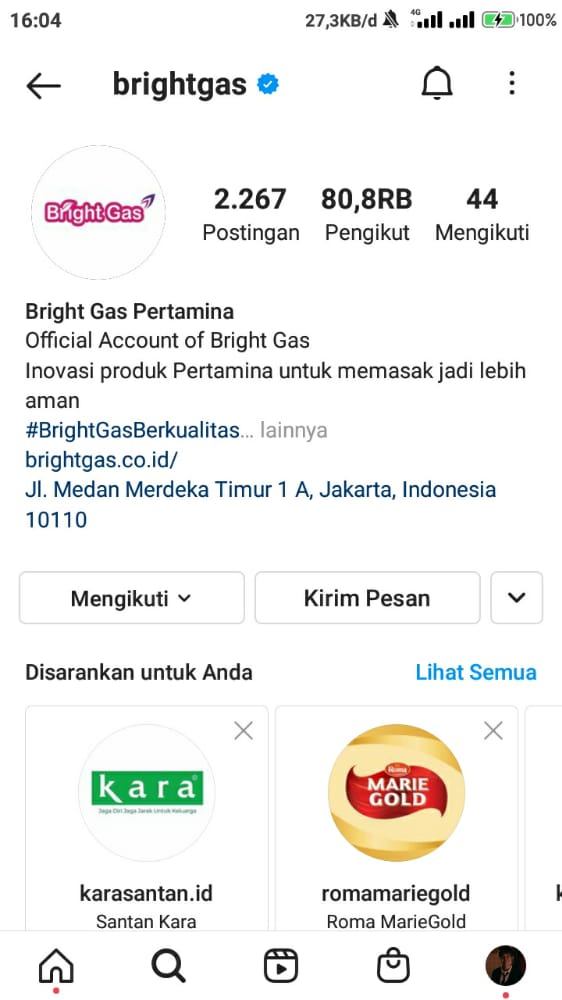 16:04
27,3KB/d 4G 100%
brightgas
Bright Gas
2.267 80,8RB 44
Postingan Pengikut Mengikuti
Bright Gas Pertamina
Official Account of Bright Gas
Inovasi produk Pertamina untuk memasak jadi lebih
aman
#BrightGasBerkualitas... lainnya
brightgas.co.id/
Jl. Medan Merdeka Timur 1 A, Jakarta, Indonesia
10110
Mengikuti Kirim Pesan
Disarankan untuk Anda Lihat Semua
kara
Jaga Diri Jaga Jarak Untuk Keluarga
Roma
MARIE
GOLD
karasantan.id romamariegold
Santan Kara Roma MarieGold